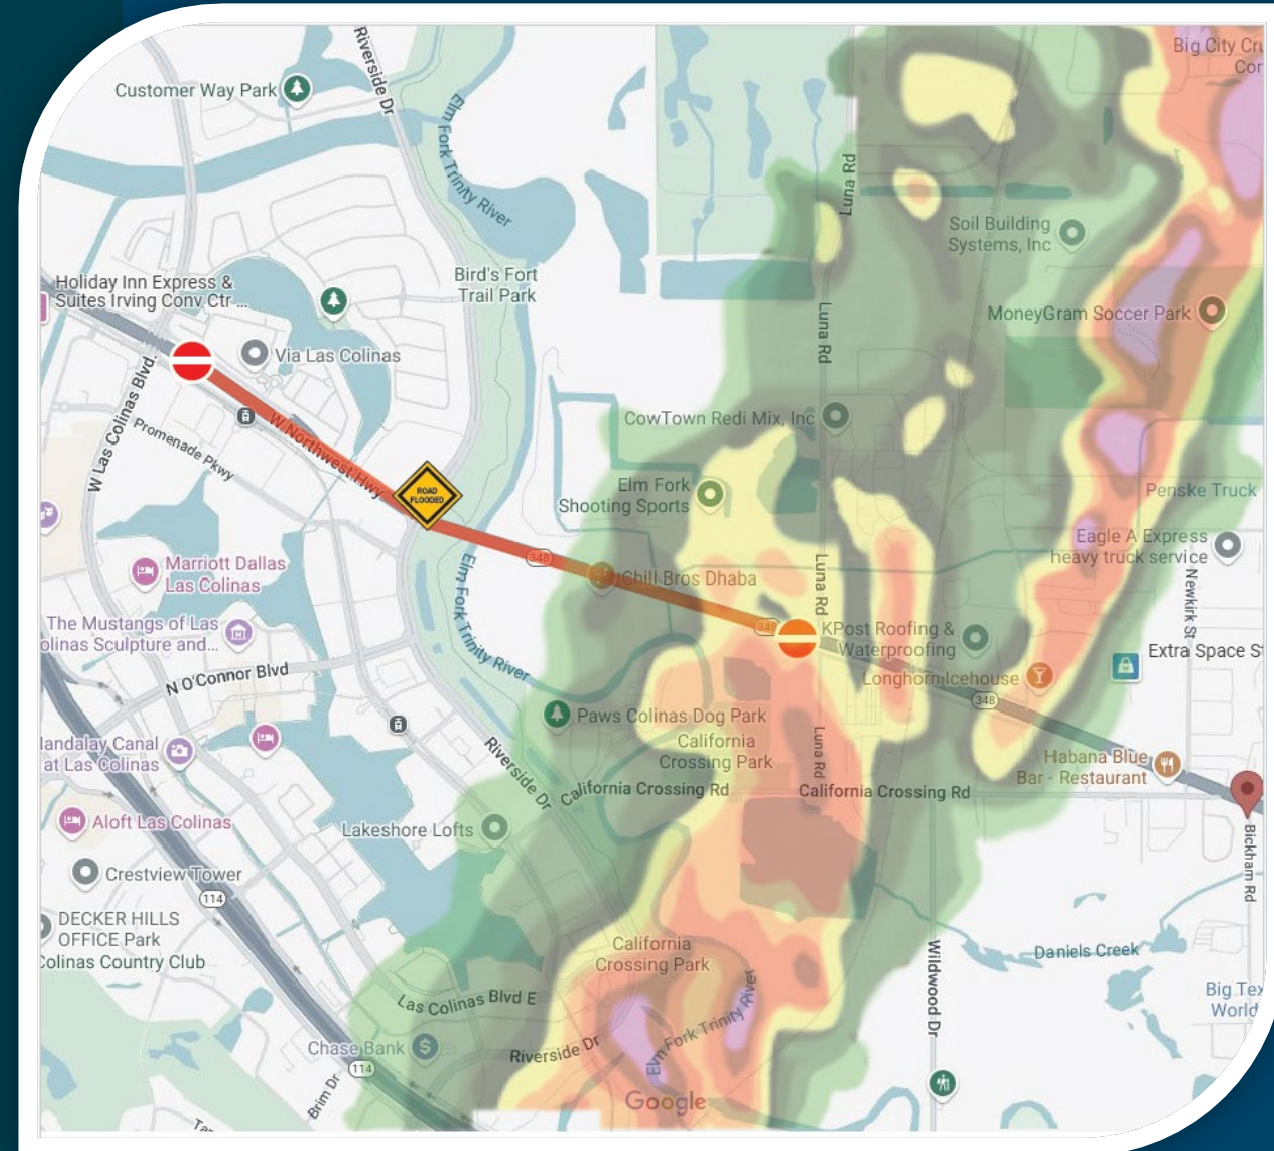 Customer Way Park
Riverside Dr
Elm Fork Trinity River
Big City Cru
Cor
Luna Rd
Soil Building
Systems, Inc
Holiday Inn Express &
Suites Irving Conv Ctr ...
Bird's Fort
Trail Park
MoneyGram Soccer Park
Via Las Colinas
Luna Rd
W Las Colinas Blvd.
Promenade Pkwy
W Northwest Hwy
CowTown Redi Mix, Inc
ROAD
FLOODED
Elm Fork
Shooting Sports
Penske Truck
Eagle A Express
heavy truck service
348
Chill Bros Dhaba
Luna Rd
Newkirk St
Marriott Dallas
Las Colinas
Elm Fork Trinity River
The Mustangs of Las
olinas Sculpture and...
348
KPost Roofing &
Waterproofing
Extra Space S
N O'Connor Blvd
LonghornIcehouse
348
Paws Colinas Dog Park
California
Crossing Park
Luna Rd
landalay Canal
at Las Colinas
Riverside Dr
Habana Blue
Bar - Restaurant
California Crossing Rd
California Crossing Rd
Aloft Las Colinas
Lakeshore Lofts
Bickham Rd
Crestview Tower
114
DECKER HILLS
OFFICE Park
Colinas Country Club
California
Crossing Park
Wildwood Dr
Daniels Creek
Las Colinas Blvd E
Elm Fork Trinity River
Big Tex
World
Chase Bank
$
Riverside Dr
114
Brim Dr
Google